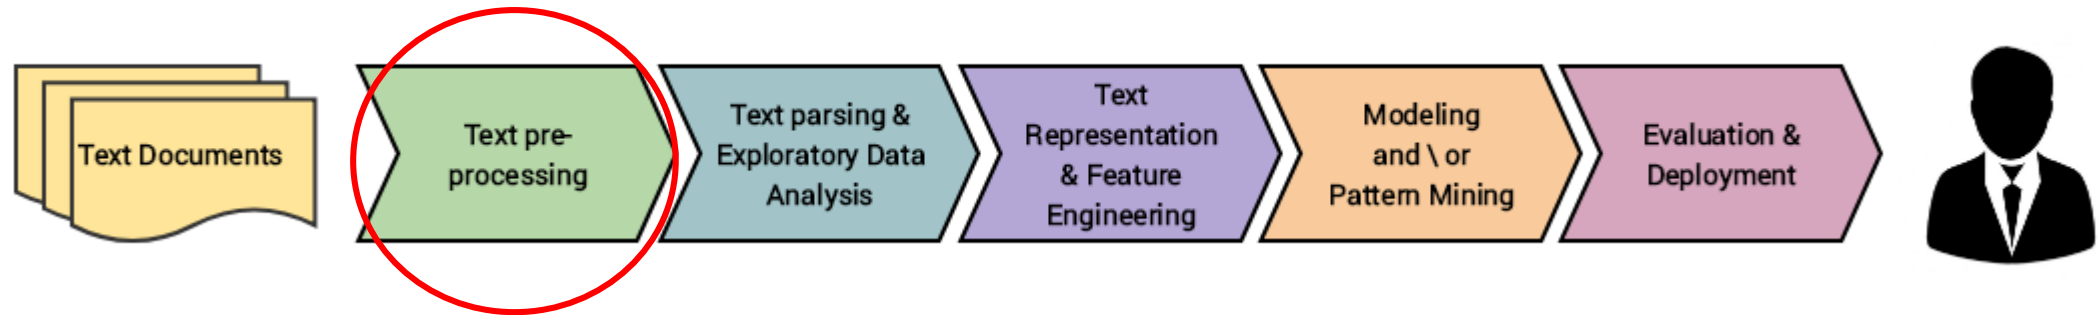 Text Documents
Text pre-
processing
Text parsing &
Exploratory Data
Analysis
Text
Representation
& Feature
Engineering
Modeling
and \ or
Pattern Mining
Evaluation &
Deployment